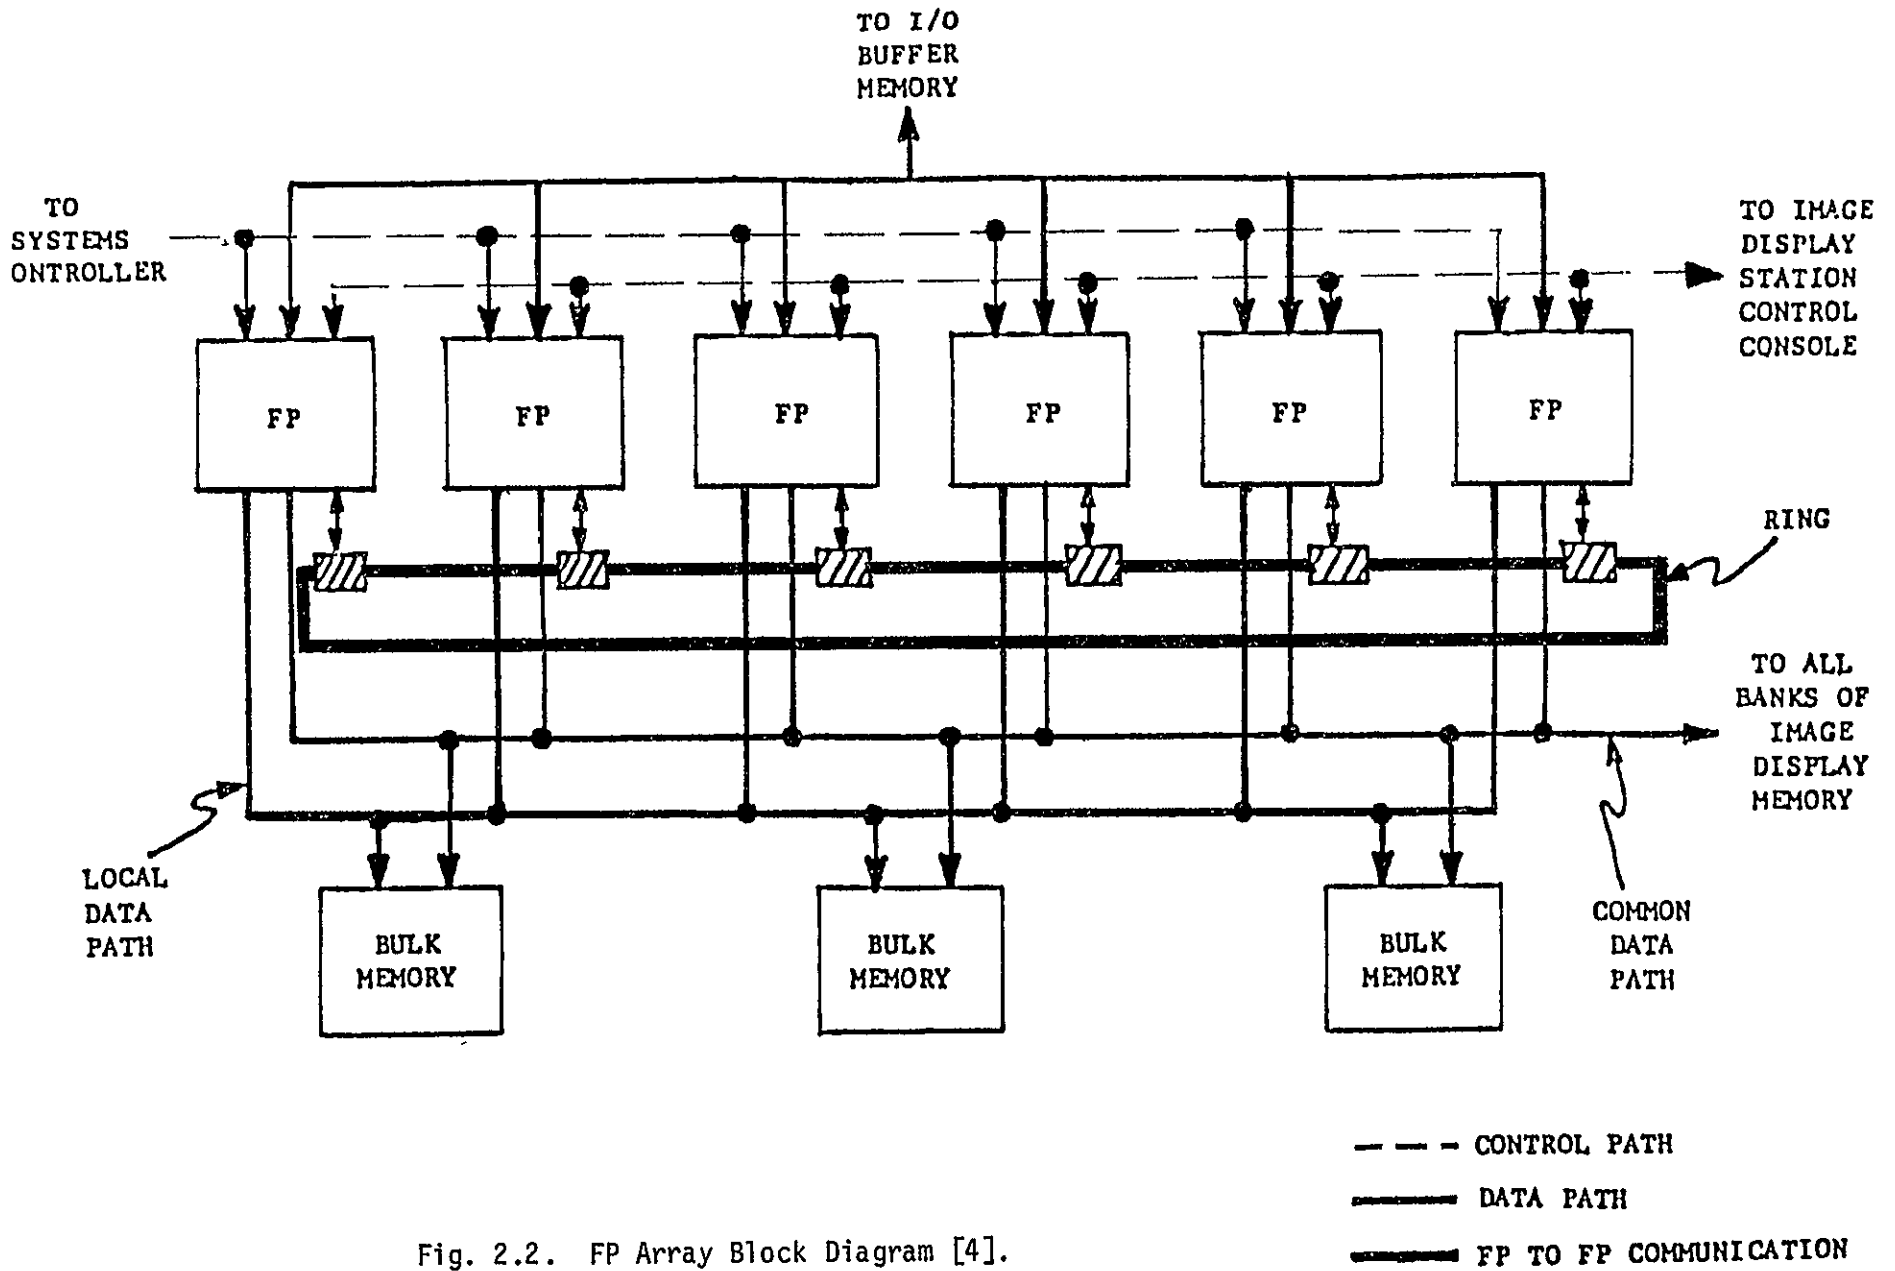 TO I/O
BUFFER
MEMORY
TO
SYSTEMS
ONTROLLER
TO IMAGE
DISPLAY
STATION
CONTROL
CONSOLE
FP
FP
FP
FP
FP
FP
RING
TO ALL
BANKS OF
IMAGE
DISPLAY
MEMORY
LOCAL
DATA
PATH
BULK
MEMORY
BULK
MEMORY
BULK
MEMORY
COMMON
DATA
PATH
CONTROL PATH
DATA PATH
FP TO FP COMMUNICATION
Fig. 2.2. FP Array Block Diagram [4].